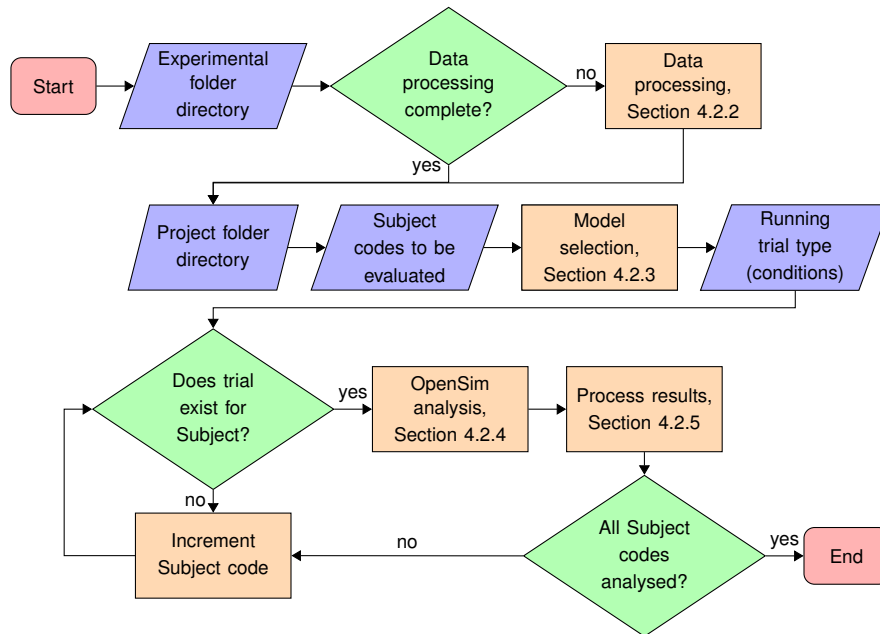 Start
Experimental
folder
directory
Data
processing
complete?
no
Data
processing,
Section 4.2.2
yes
Project folder
directory
Subject
codes to be
evaluated
Model
selection,
Section 4.2.3
Running
trial type
(conditions)
Does trial
exist for
Subject?
yes
OpenSim
analysis,
Section 4.2.4
Process results,
Section 4.2.5
no
Increment
Subject code
no
All Subject
codes
analysed?
yes
End